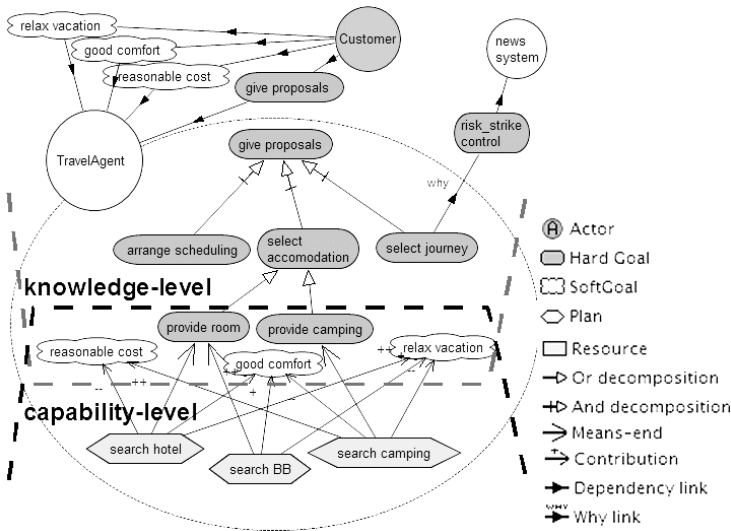 relax vacation
Customer
news
system
good comfort
reasonable cost
give proposals
risk_strike
control
give proposals
TravelAgent
why
arrange scheduling
select
accomodation
select journey
knowledge-level
provide room
provide camping
reasonable cost
good comfort
relax vacation
++
++
--
++
+
--
--
capability-level
search hotel
search BB
search camping
A
Actor
Hard Goal
SoftGoal
Plan
Resource
Or decomposition
And decomposition
Means-end
+
Contribution
Dependency link
WHY
Why link